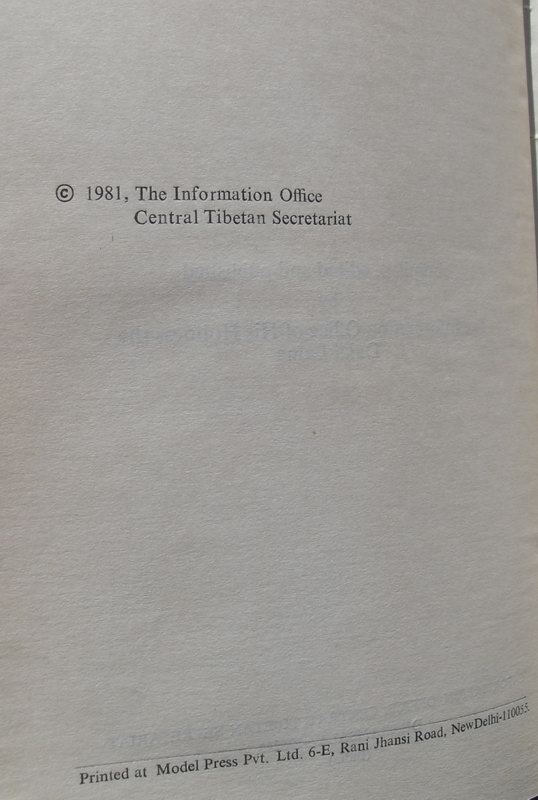 © 1981, The Information Office
Central Tibetan Secretariat
Printed at Model Press Pvt. Ltd. 6-E, Rani Jhansi Road, NewDelhi-110055.